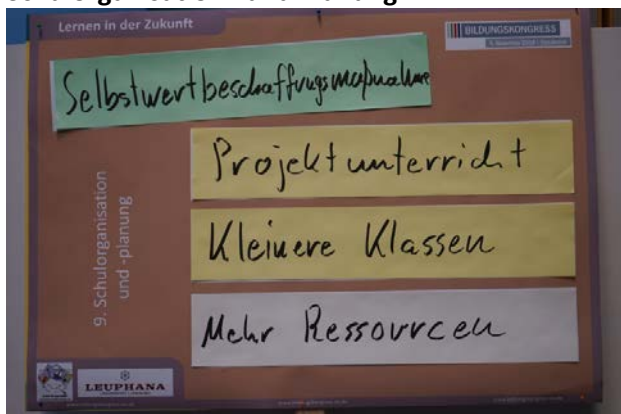 Lernen in der Zukunft
BILDUNGSKONGRESS
Selbstwertbeschaffungsmaßnahme
9. Schulorganisation
und -planung
Projektunterricht
Kleinere Klassen
Mehr Ressourcen
LEUPHANA